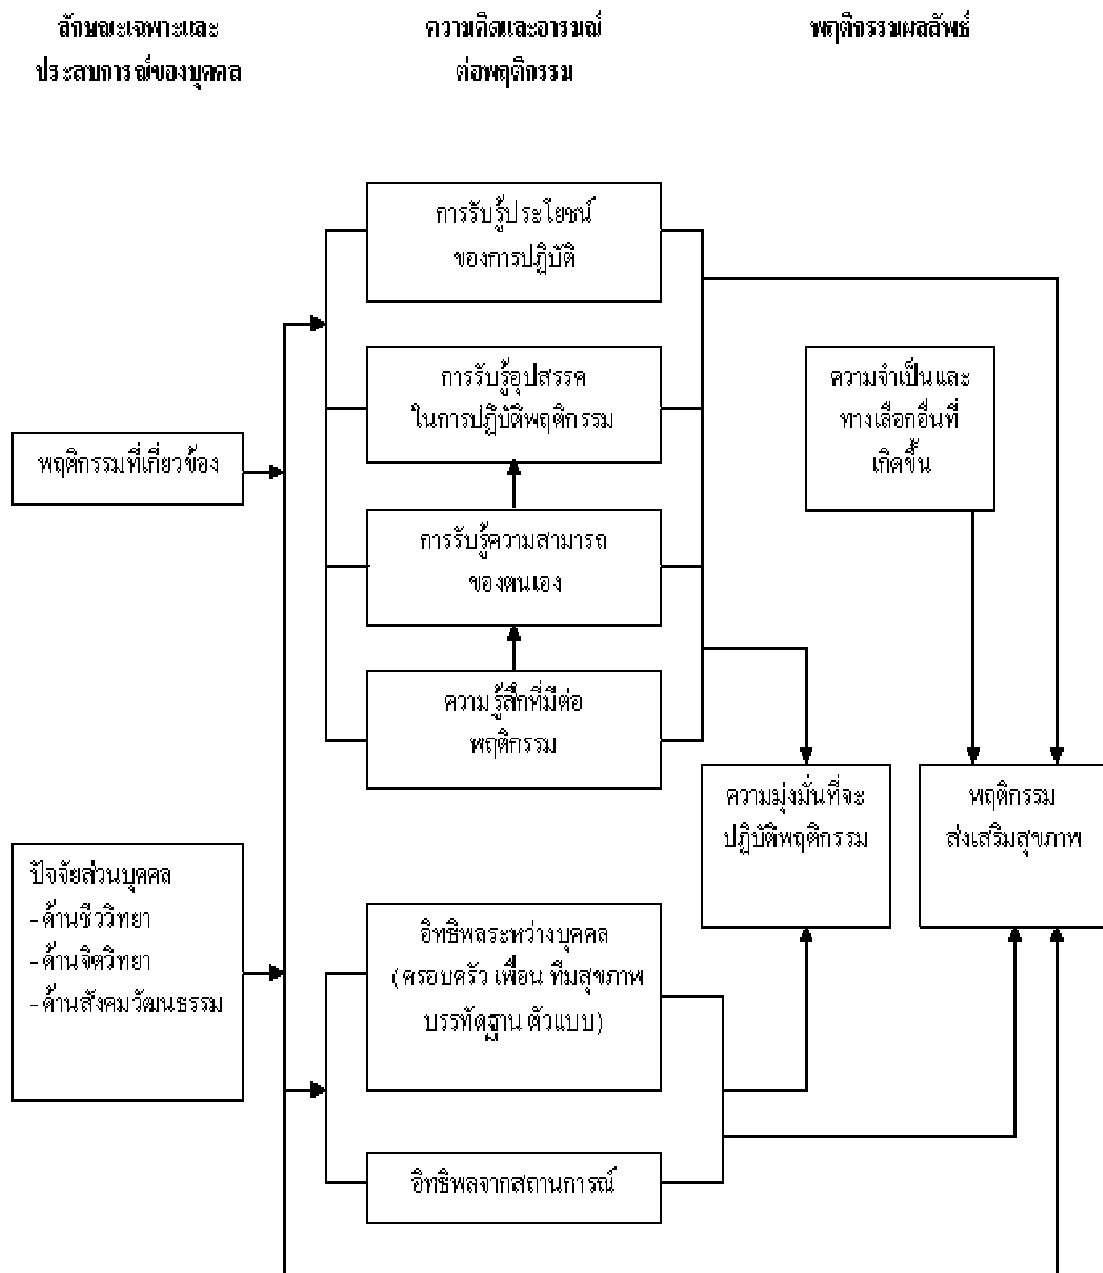 ลักษณะเฉพาะและ
ประสบการณ์ของบุคคล
ความคิดและอารมณ์
ต่อพฤติกรรม
พฤติกรรมผลลัพธ์
การรับรู้ประโยชน์
ของการปฏิบัติ
การรับรู้อุปสรรค
ในการปฏิบัติพฤติกรรม
ความจำเป็นและ
ทางเลือกอื่นที่
เกิดขึ้น
พฤติกรรมที่เกี่ยวข้อง
การรับรู้ความสามารถ
ของตนเอง
ความรู้สึกที่มีต่อ
พฤติกรรม
ความมุ่งมั่นที่จะ
ปฏิบัติพฤติกรรม
พฤติกรรม
ส่งเสริมสุขภาพ
ปัจจัยส่วนบุคคล
-ด้านชีววิทยา
-ด้านจิตวิทยา
-ด้านสังคมวัฒนธรรม
อิทธิพลระหว่างบุคคล
(ครอบครัว เพื่อน ทีมสุขภาพ
บรรทัดฐาน ตัวแบบ)
อิทธิพลจากสถานการณ์